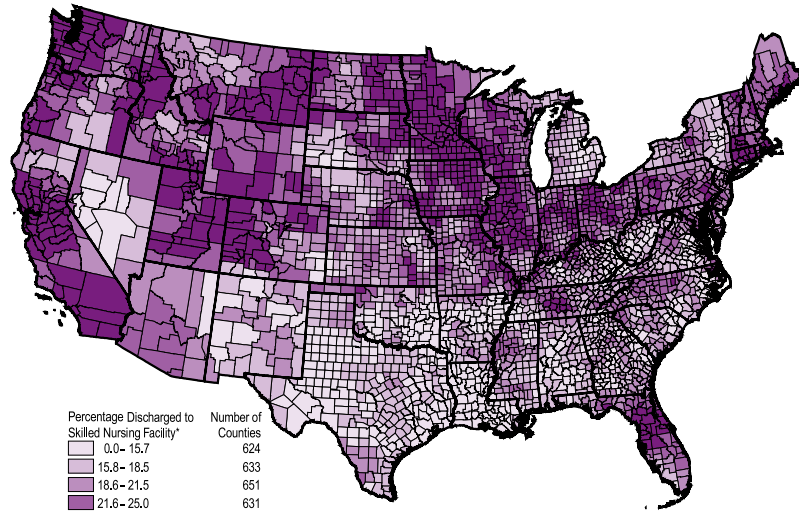 Percentage Discharged to Number of
Skilled Nursing Facility* Counties
0.0– 15.7 624
15.8– 18.5 633
18.6– 21.5 651
21.6– 25.0 631